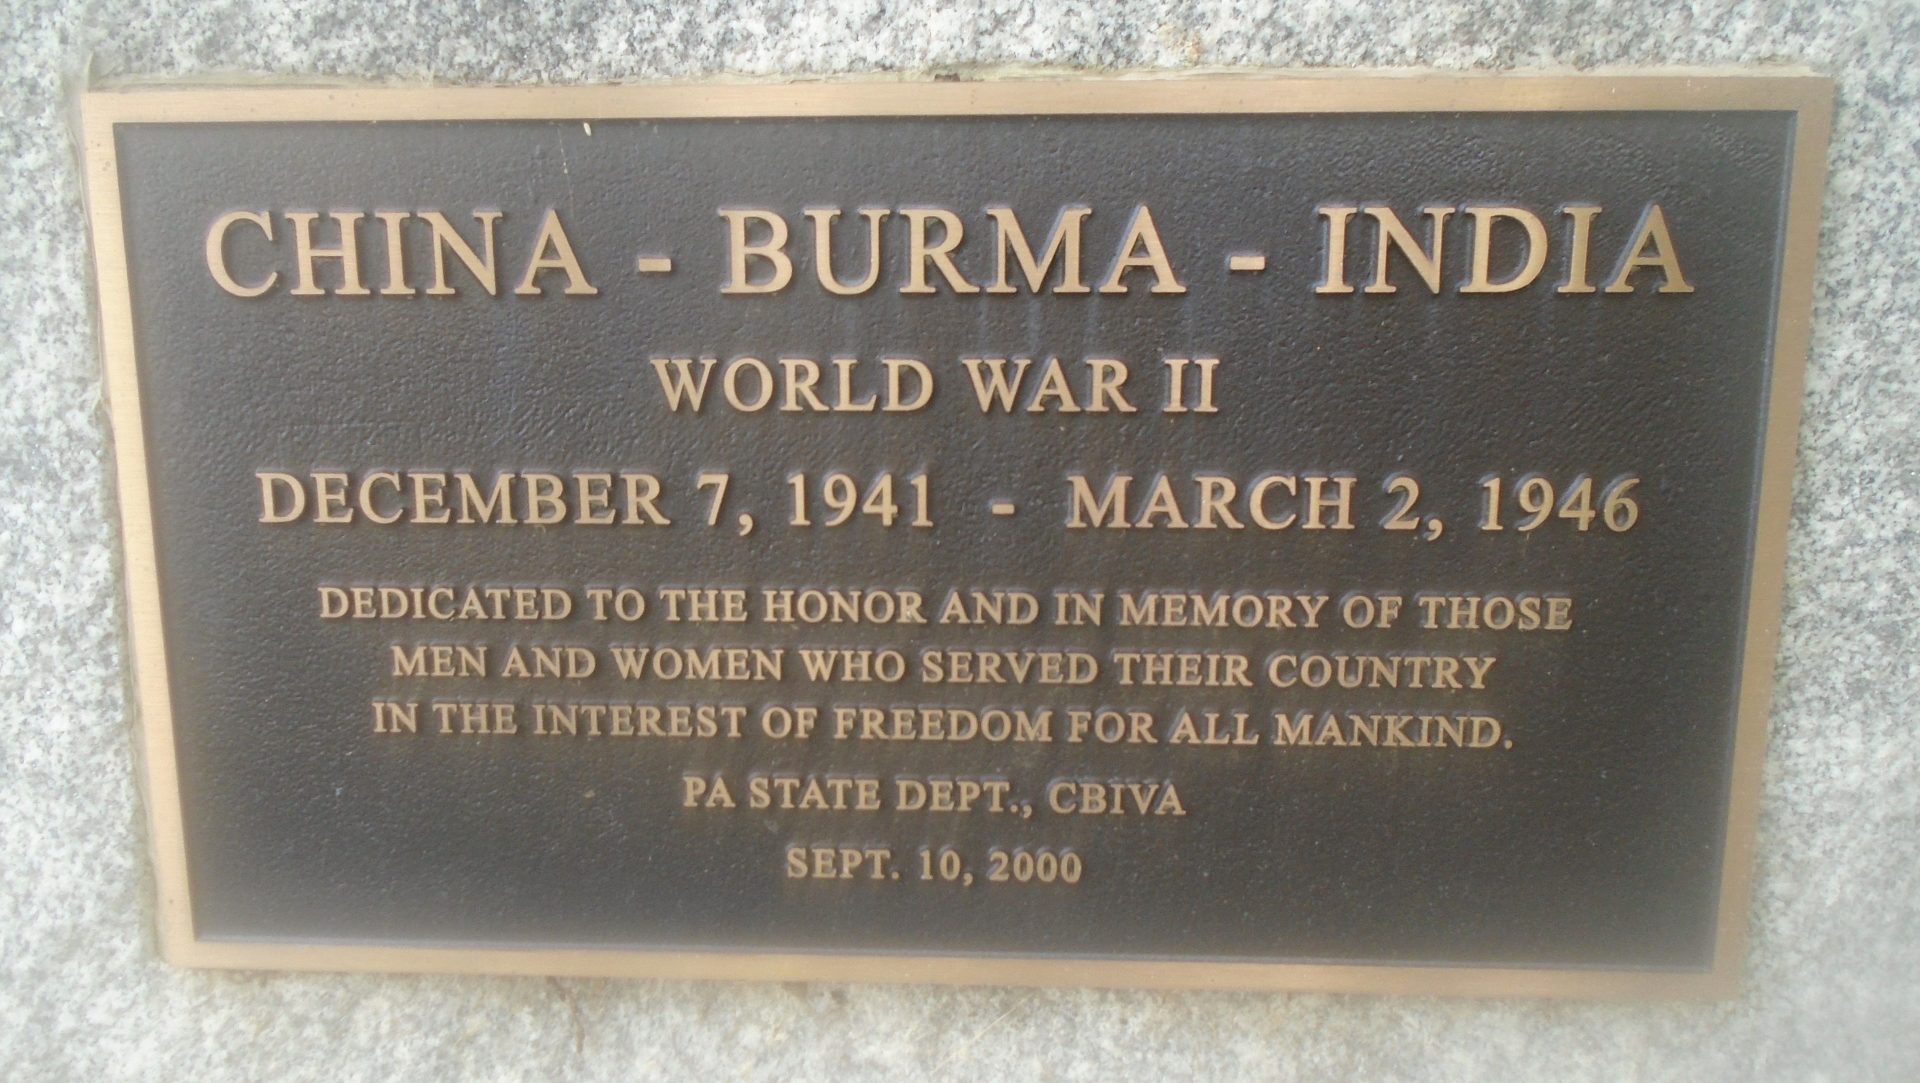 CHINA - BURMA - INDIA
WORLD WAR II
DECEMBER 7, 1941 - MARCH 2, 1946
DEDICATED TO THE HONOR AND IN MEMORY OF THOSE
MEN AND WOMEN WHO SERVED THEIR COUNTRY
IN THE INTEREST OF FREEDOM FOR ALL MANKIND.
PA STATE DEPT., CBIVA
SEPT. 10, 2000